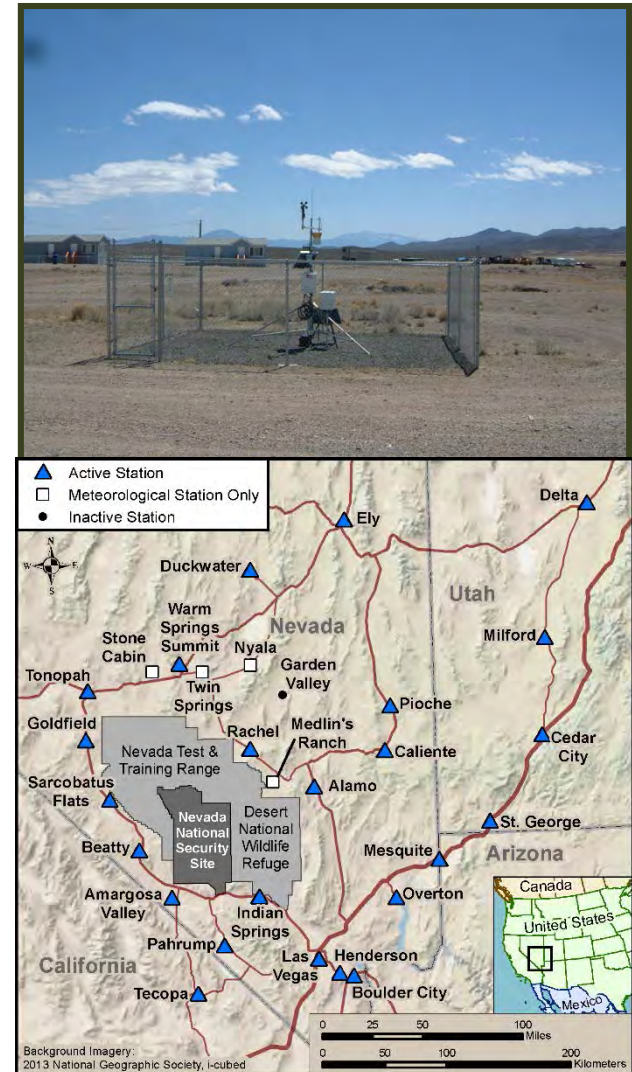 Active Station
Meteorological Station Only
Inactive Station
N
W
E
S
Delta
Ely
Duckwater
Utah
Warm
Springs
Summit
Nevada
Milford
Stone
Cabin
Nyala
Garden
Valley
Tonopah
Twin
Springs
Pioche
Goldfield
Medlin's
Ranch
Rachel
Cedar
City
Nevada Test &
Training Range
Caliente
Sarcobatus
Flats
Alamo
Nevada
National
Security
Site
Desert
National
Wildlife
Refuge
St. George
Beatty
Mesquite
Arizona
Amargosa
Valley
Indian
Springs
Overton
Canada
United States
Mexico
Pahrump
Las
Vegas
Henderson
California
Boulder City
Tecopa
0 25 50 100
Miles
0 50 100 200
Kilometers
Background Imagery:
2013 National Geographic Society, i-cubed